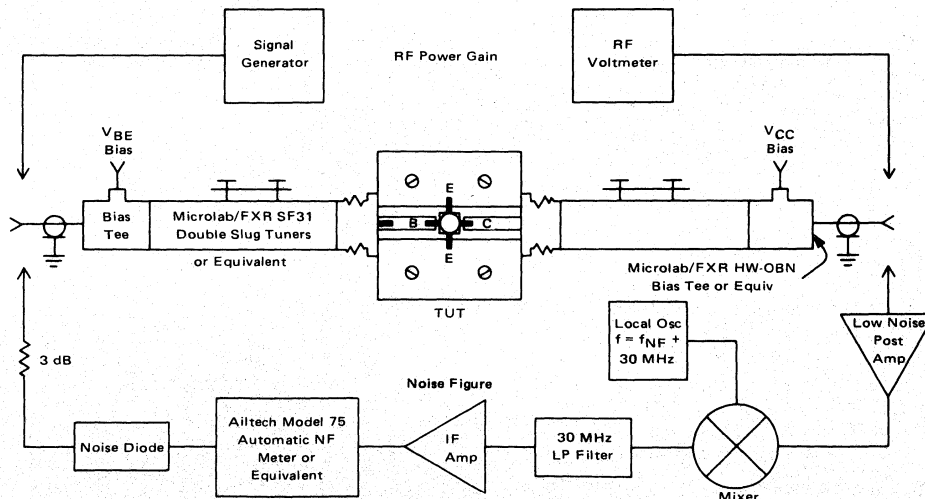 Signal
Generator
RF Power Gain
RF
Voltmeter
VBE
Bias
VCC
Bias
Bias
Tee
Microlab/FXR SF31
Double Slug Tuners
or Equivalent
E
B
C
E
TUT
Microlab/FXR HW-OBN
Bias Tee or Equiv
3 dB
Local Osc
f = fNF +
30 MHz
Low Noise
Post
Amp
Noise Figure
Noise Diode
Ailtech Model 75
Automatic NF
Meter or
Equivalent
IF
Amp
30 MHz
LP Filter
Mixer